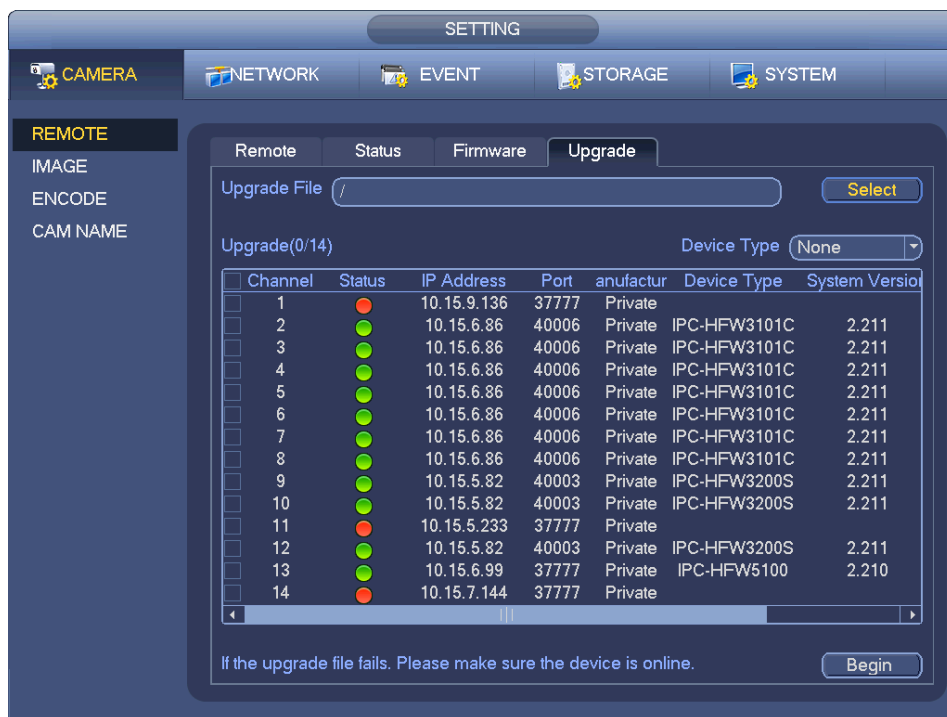 SETTING
CAMERA NETWORK EVENT STORAGE SYSTEM
REMOTE
IMAGE
ENCODE
CAM NAME
Remote Status Firmware Upgrade
Upgrade File / Select
Upgrade(0/14) Device Type None
Channel Status IP Address Port anufactur Device Type System Version
1 10.15.9.136 37777 Private
2 10.15.6.86 40006 Private IPC-HFW3101C 2.211
3 10.15.6.86 40006 Private IPC-HFW3101C 2.211
4 10.15.6.86 40006 Private IPC-HFW3101C 2.211
5 10.15.6.86 40006 Private IPC-HFW3101C 2.211
6 10.15.6.86 40006 Private IPC-HFW3101C 2.211
7 10.15.6.86 40006 Private IPC-HFW3101C 2.211
8 10.15.6.86 40006 Private IPC-HFW3101C 2.211
9 10.15.5.82 40003 Private IPC-HFW3200S 2.211
10 10.15.5.82 40003 Private IPC-HFW3200S 2.211
11 10.15.5.233 37777 Private
12 10.15.5.82 40003 Private IPC-HFW3200S 2.211
13 10.15.6.99 37777 Private IPC-HFW5100 2.210
14 10.15.7.144 37777 Private
If the upgrade file fails. Please make sure the device is online. Begin